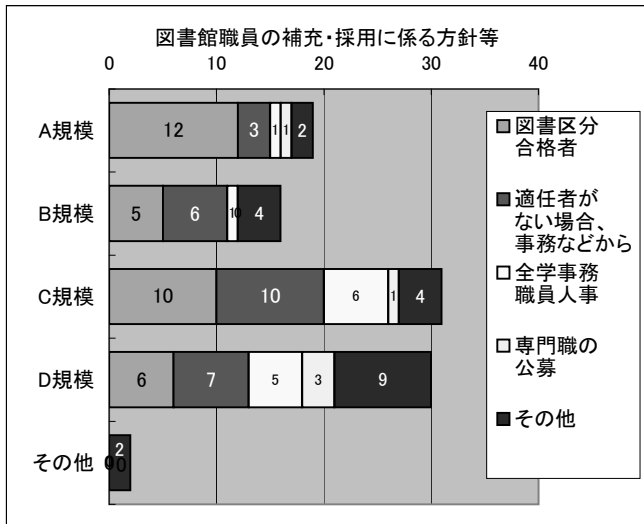 図書館職員の補充・採用に係る方針等
0 10 20 30 40
A規模 12 3 1 1 2
B規模 5 6 1 0 4
C規模 10 10 6 1 4
D規模 6 7 5 3 9
その他 0 0 2
図書区分
合格者
適任者が
ない場合、
事務などから
全学事務
職員人事
専門職の
公募
その他